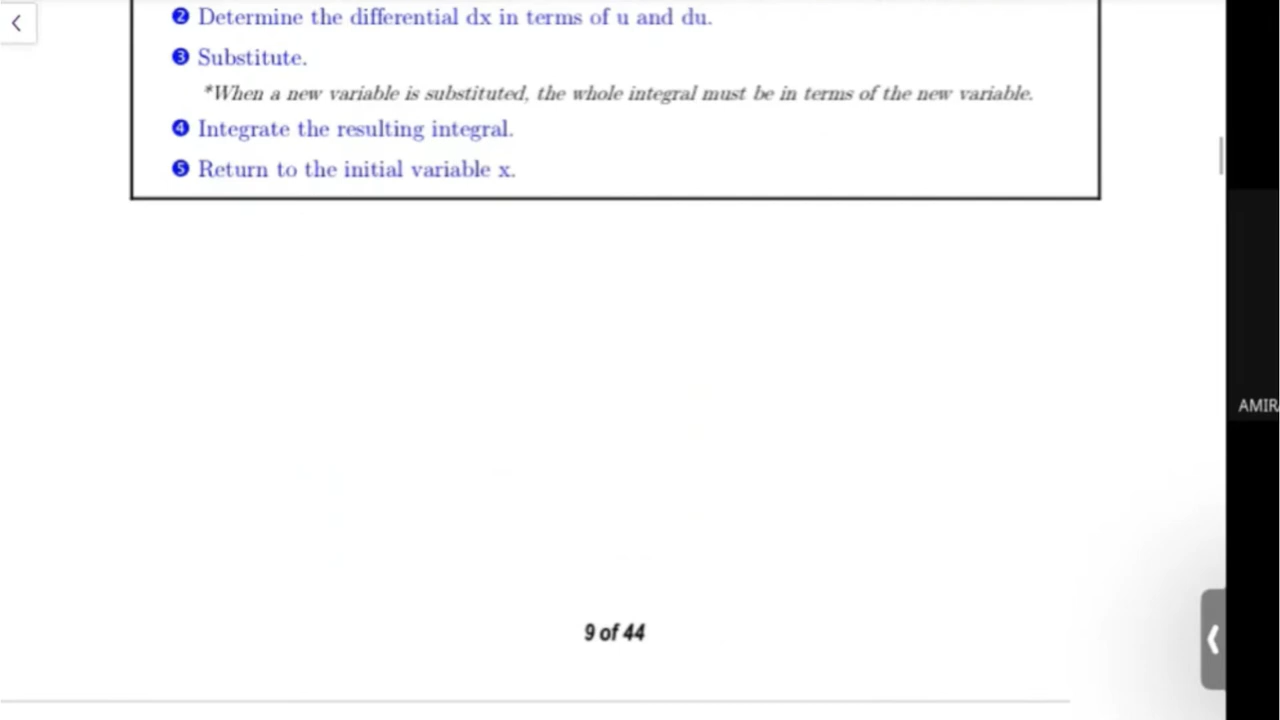 ❷ Determine the differential dx in terms of u and du.
❸ Substitute.
*When a new variable is substituted, the whole integral must be in terms of the new variable.
❹ Integrate the resulting integral.
❺ Return to the initial variable x.
AMIR
9 of 44